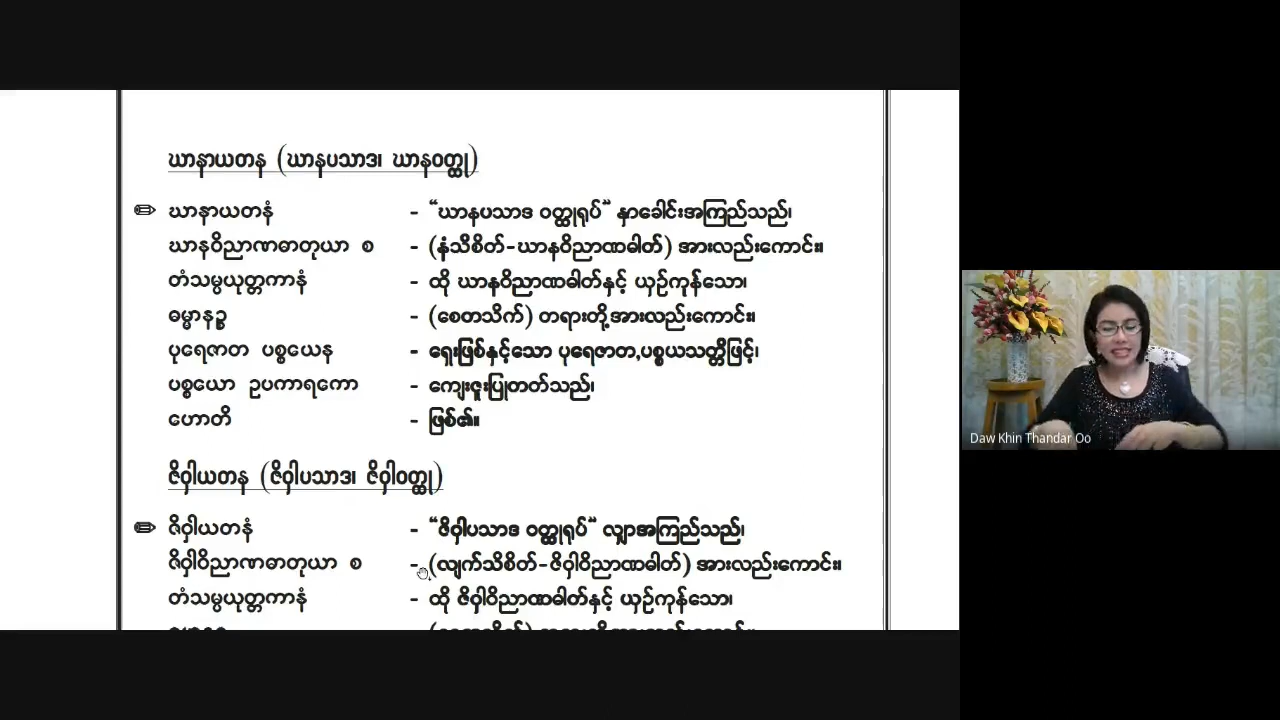 ဃာနာယတန (ဃာနပသာဒ၊ ဃာနဝတ္ထု)
ဃာနာယတနံ - “ဃာနပသာဒ ဝတ္ထုရုပ်” နှာခေါင်းအကြည်သည်၊
ဃာနဝိညာဏဓာတုယာ စ - (နံသိစိတ်-ဃာနဝိညာဏဓါတ်) အားလည်းကောင်း၊
တံသမ္ပယုတ္တကာနံ - ထို ဃာနဝိညာဏဓါတ်နှင့် ယှဉ်ကုန်သော၊
ဓမ္မာနဉ္စ - (စေတသိက်) တရားတို့အားလည်းကောင်း၊
ပုရေဇာတ ပစ္စယေန - ရှေးဖြစ်နှင့်သော ပုရေဇာတ,ပစ္စယသတ္တိဖြင့်၊
ပစ္စယော ဥပကာရကော - ကျေးဇူးပြုတတ်သည်၊
ဟောတိ - ဖြစ်၏။
ဇိဝှါယတန (ဇိဝှါပသာဒ၊ ဇိဝှါဝတ္ထု)
ဇိဝှါယတနံ - “ဇိဝှါပသာဒ ဝတ္ထုရုပ်” လျှာအကြည်သည်၊
ဇိဝှါဝိညာဏဓာတုယာ စ - (လျက်သိစိတ်-ဇိဝှါဝိညာဏဓါတ်) အားလည်းကောင်း၊
တံသမ္ပယုတ္တကာနံ - ထို ဇိဝှါဝိညာဏဓါတ်နှင့် ယှဉ်ကုန်သော၊
Daw Khin Thandar Oo